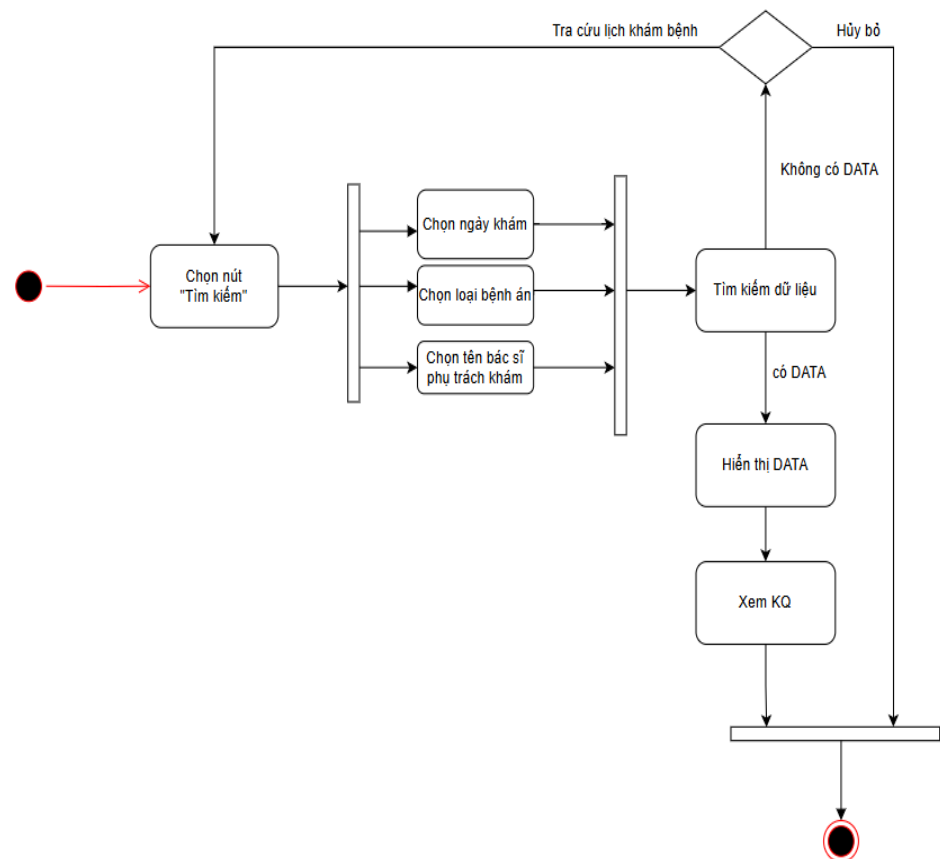 Tra cứu lịch khám bệnh
Hủy bỏ
Không có DATA
Chọn ngày khám
Chọn nút
"Tìm kiếm"
Chọn loại bệnh án
Tìm kiếm dữ liệu
Chọn tên bác sĩ
phụ trách khám
có DATA
Hiển thị DATA
Xem KQ